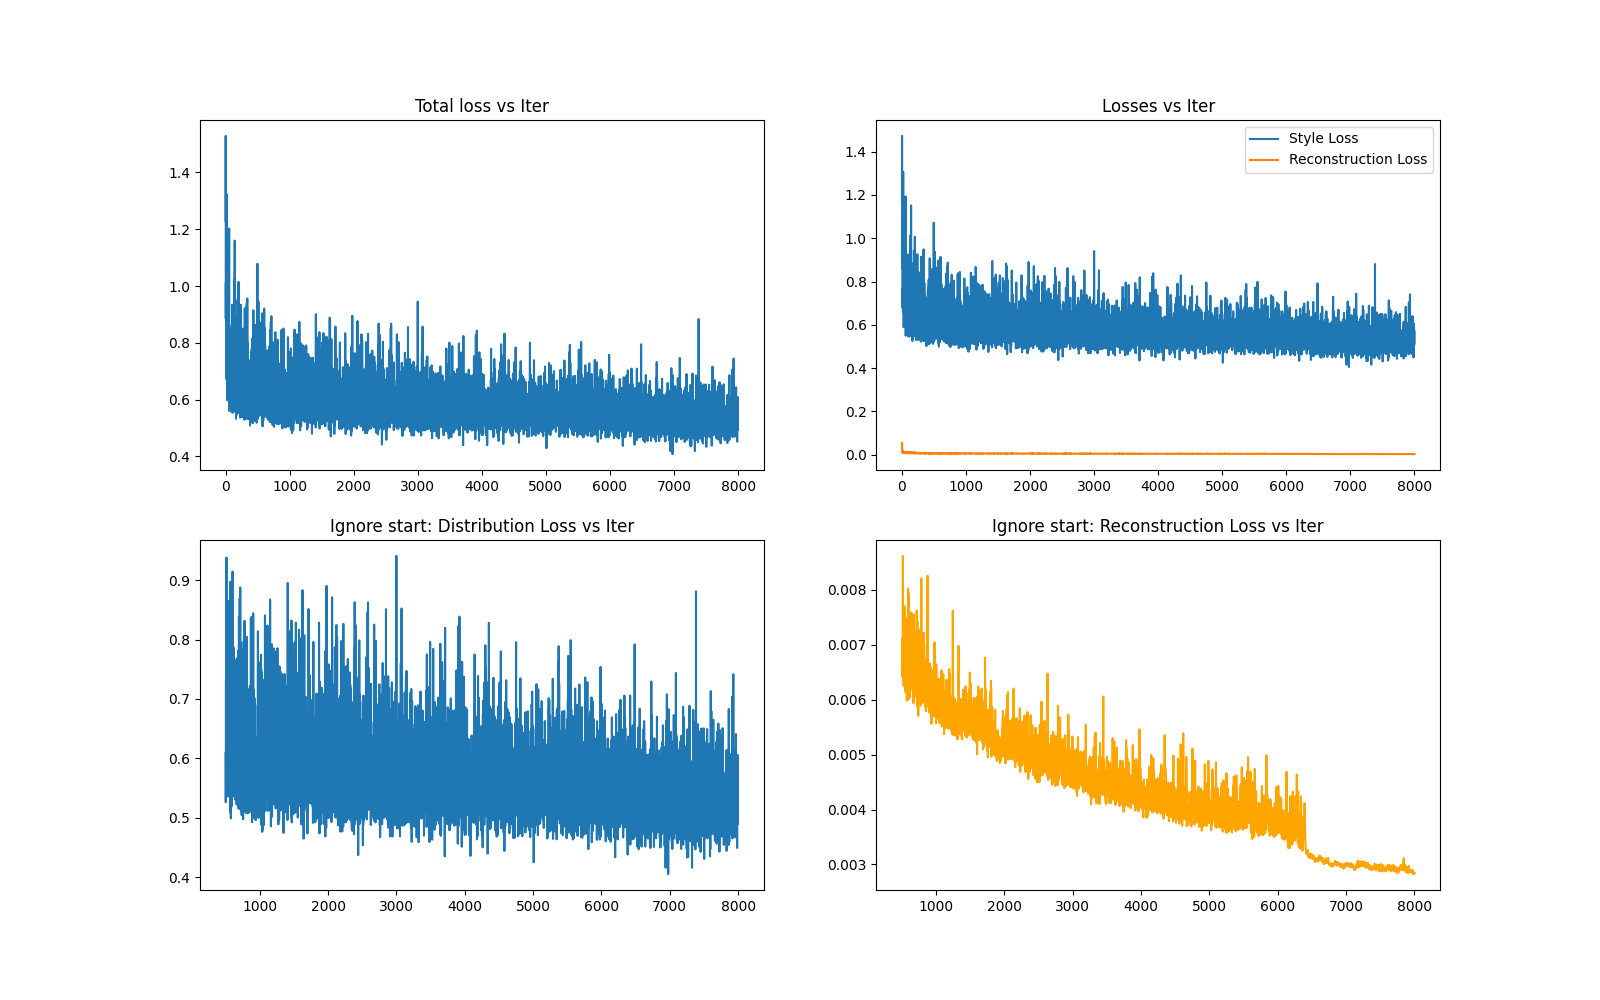 Total loss vs Iter
1.4
1.2
1.0
0.8
0.6
0.4
0 1000 2000 3000 4000 5000 6000 7000 8000
Losses vs Iter
Style Loss
Reconstruction Loss
1.4
1.2
1.0
0.8
0.6
0.4
0.2
0.0
0 1000 2000 3000 4000 5000 6000 7000 8000
Ignore start: Distribution Loss vs Iter
0.9
0.8
0.7
0.6
0.5
0.4
1000 2000 3000 4000 5000 6000 7000 8000
Ignore start: Reconstruction Loss vs Iter
0.008
0.007
0.006
0.005
0.004
0.003
1000 2000 3000 4000 5000 6000 7000 8000